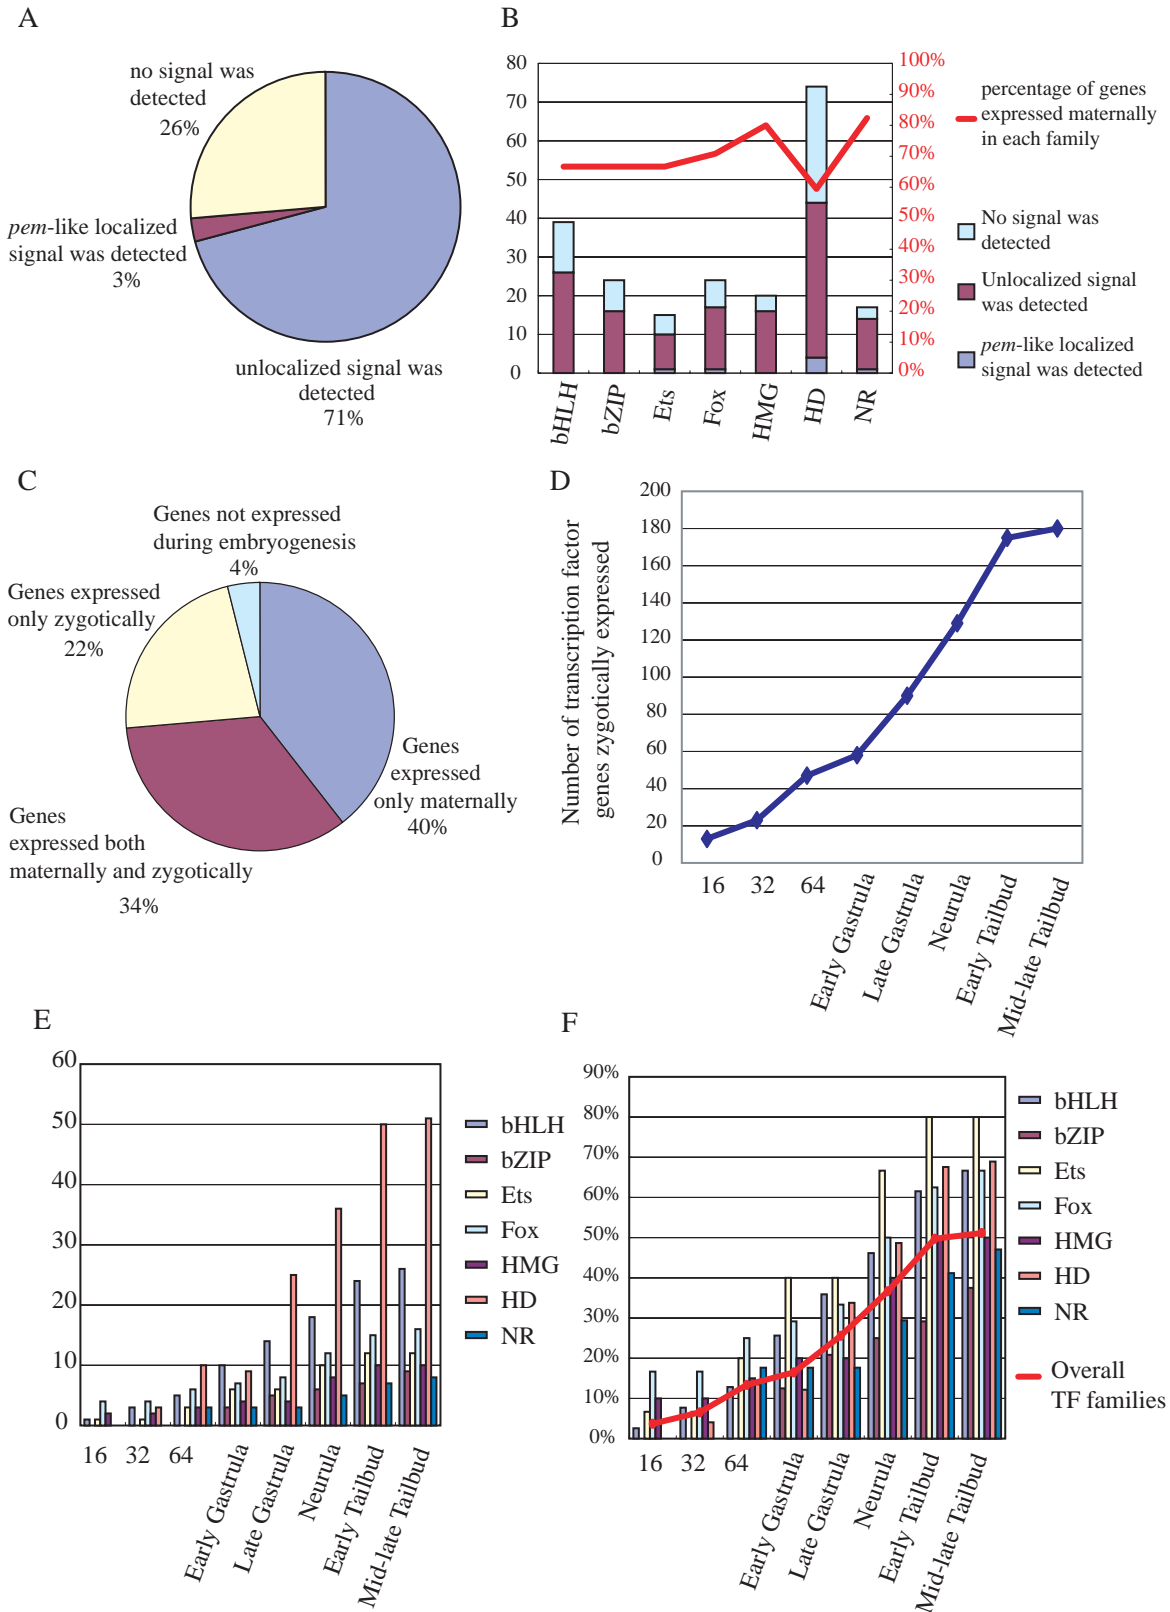 A
no signal was
detected
26%
pem-like localized
signal was detected
3%
unlocalized signal was
detected
71%
B
80
70
60
50
40
30
20
10
0
100%
90%
80%
70%
60%
50%
40%
30%
20%
10%
0%
bHLH
bZIP
Ets
Fox
HMG
HD
NR
percentage of genes
expressed maternally
in each family
No signal was
detected
Unlocalized signal
was detected
pem-like localized
signal was detected
C
Genes not expressed
during embryogenesis
4%
Genes expressed
only zygotically
22%
Genes
expressed
only maternally
40%
Genes
expressed both
maternally and zygotically
34%
D
Number of transcription factor
genes zygotically expressed
200
180
160
140
120
100
80
60
40
20
0
16
32
64
Early Gastrula
Late Gastrula
Neurula
Early Tailbud
Mid-late Tailbud
E
60
50
40
30
20
10
0
16
32
64
Early Gastrula
Late Gastrula
Neurula
Early Tailbud
Mid-late Tailbud
bHLH
bZIP
Ets
Fox
HMG
HD
NR
F
90%
80%
70%
60%
50%
40%
30%
20%
10%
0%
16
32
64
Early Gastrula
Late Gastrula
Neurula
Early Tailbud
Mid-late Tailbud
bHLH
bZIP
Ets
Fox
HMG
HD
NR
Overall
TF families